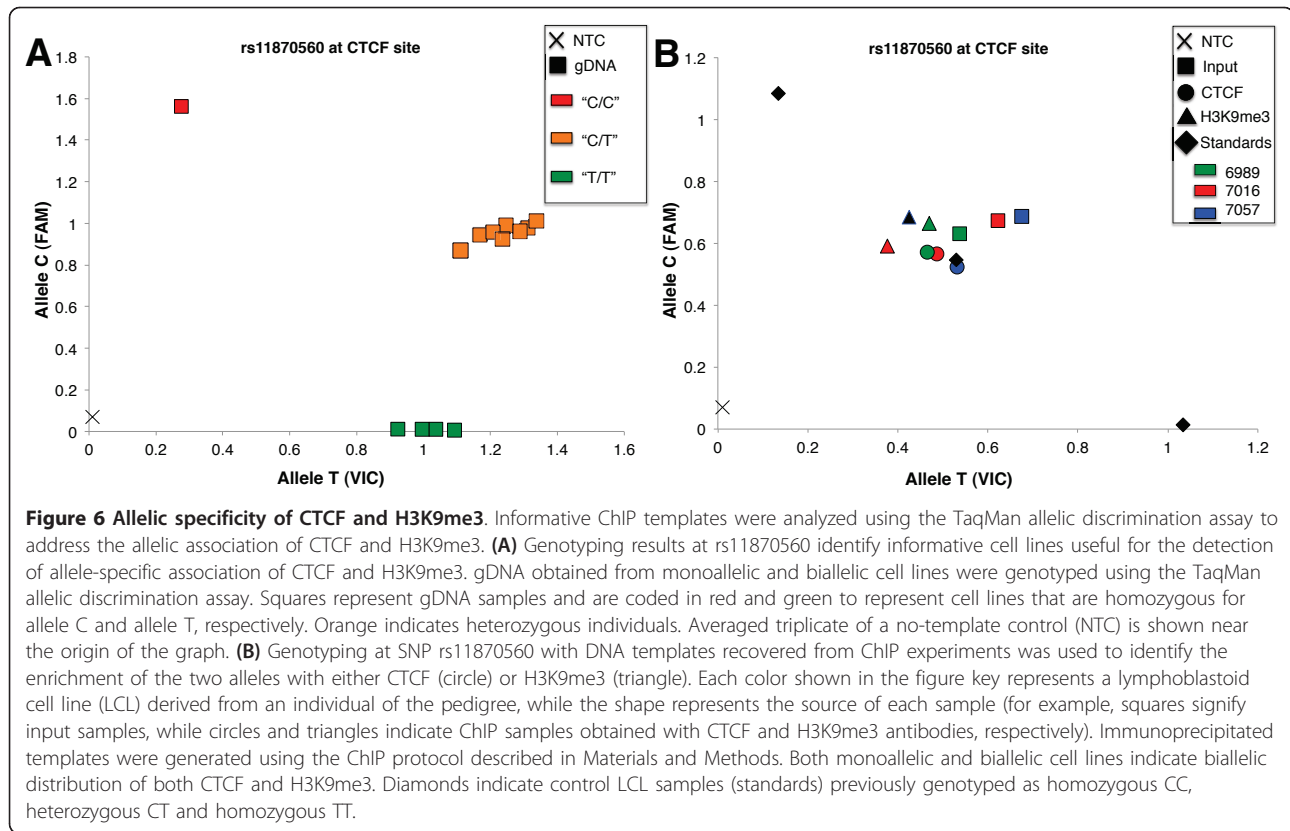 A
rs11870560 at CTCF site
1.8
1.6
1.4
1.2
1
0.8
0.6
0.4
0.2
0
0 0.2 0.4 0.6 0.8 1 1.2 1.4 1.6
Allele C (FAM)
Allele T (VIC)
NTC
gDNA
"C/C"
"C/T"
"T/T"
B
rs11870560 at CTCF site
1.2
1
0.8
0.6
0.4
0.2
0
0 0.2 0.4 0.6 0.8 1 1.2
Allele C (FAM)
Allele T (VIC)
NTC
Input
CTCF
H3K9me3
Standards
6989
7016
7057
Figure 6 Allelic specificity of CTCF and H3K9me3. Informative ChIP templates were analyzed using the TaqMan allelic discrimination assay to
address the allelic association of CTCF and H3K9me3. (A) Genotyping results at rs11870560 identify informative cell lines useful for the detection
of allele-specific association of CTCF and H3K9me3. gDNA obtained from monoallelic and biallelic cell lines were genotyped using the TaqMan
allelic discrimination assay. Squares represent gDNA samples and are coded in red and green to represent cell lines that are homozygous for
allele C and allele T, respectively. Orange indicates heterozygous individuals. Averaged triplicate of a no-template control (NTC) is shown near
the origin of the graph. (B) Genotyping at SNP rs11870560 with DNA templates recovered from ChIP experiments was used to identify the
enrichment of the two alleles with either CTCF (circle) or H3K9me3 (triangle). Each color shown in the figure key represents a lymphoblastoid
cell line (LCL) derived from an individual of the pedigree, while the shape represents the source of each sample (for example, squares signify
input samples, while circles and triangles indicate ChIP samples obtained with CTCF and H3K9me3 antibodies, respectively). Immunoprecipitated
templates were generated using the ChIP protocol described in Materials and Methods. Both monoallelic and biallelic cell lines indicate biallelic
distribution of both CTCF and H3K9me3. Diamonds indicate control LCL samples (standards) previously genotyped as homozygous CC,
heterozygous CT and homozygous TT.